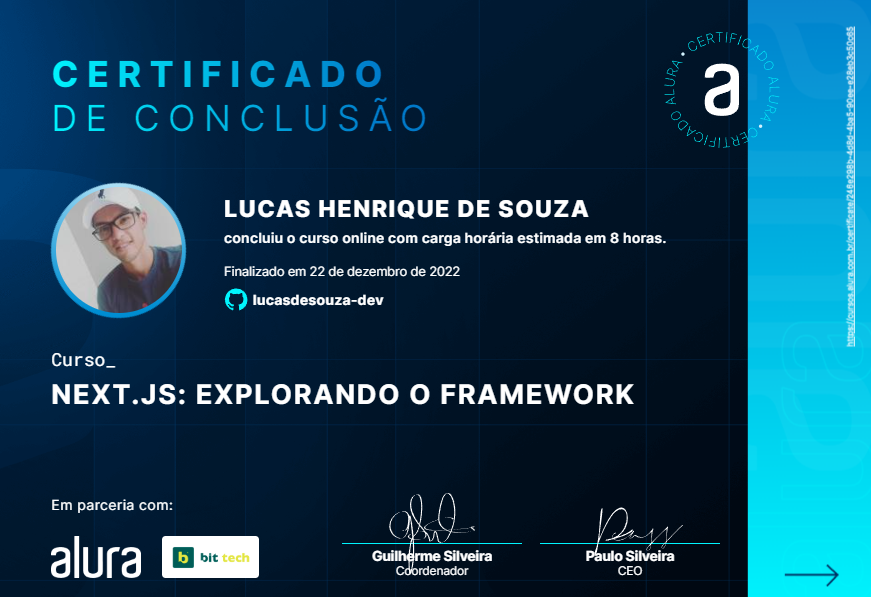 CERTIFICADO
DE CONCLUSÃO
CERTIFICADO ALURA • CERTIFICADO ALURA •
a
LUCAS HENRIQUE DE SOUZA
concluiu o curso online com carga horária estimada em 8 horas.
Finalizado em 22 de dezembro de 2022
lucasdesouza-dev
Curso_
NEXT.JS: EXPLORANDO O FRAMEWORK
Em parceria com:
alura
b bit tech
Guilherme Silveira
Coordenador
Paulo Silveira
CEO